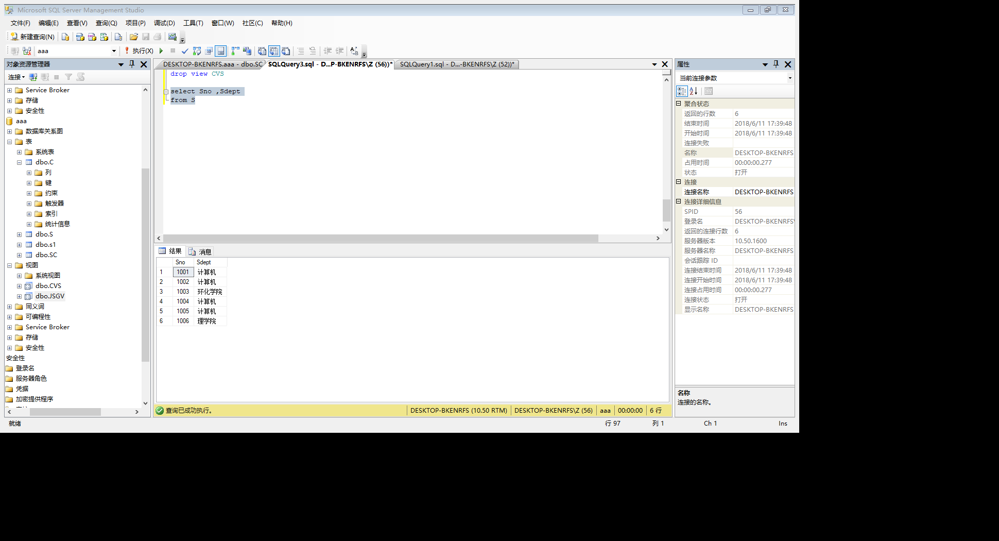 Microsoft SQL Server Management Studio
文件(F) 编辑(E) 查看(V) 查询(Q) 项目(P) 调试(D) 工具(T) 窗口(W) 社区(C) 帮助(H)
新建查询(N)
aaa 执行(X)
对象资源管理器
连接
Service Broker
存储
安全性
aaa
数据库关系图
表
系统表
dbo.C
列
键
约束
触发器
索引
统计信息
dbo.S
dbo.s1
dbo.SC
视图
系统视图
dbo.CVS
dbo.JSGV
同义词
可编程性
Service Broker
存储
安全性
安全性
登录名
服务器角色
凭据
加密提供程序
DESKTOP-BKENRFS.aaa - dbo.SC SQLQuery3.sql - D...P-BKENRFS\Z (56))* SQLQuery1.sql - D...-BKENRFS\Z (52))*
drop view CVS
select Sno ,Sdept
from S
结果 消息
Sno Sdept
1 1001 计算机
2 1002 计算机
3 1003 环化学院
4 1004 计算机
5 1005 计算机
6 1006 理学院
查询已成功执行。 DESKTOP-BKENRFS (10.50 RTM) DESKTOP-BKENRFS\Z (56) aaa 00:00:00 6 行
属性
当前连接参数
聚合状态
返回的行数 6
结束时间 2018/6/11 17:39:48
开始时间 2018/6/11 17:39:48
连接失败
名称 DESKTOP-BKENRFS
占用时间 00:00:00.277
状态 打开
连接
连接名称 DESKTOP-BKENRFS
连接详细信息
SPID 56
登录名 DESKTOP-BKENRFS\
返回的连接行数 6
服务器版本 10.50.1600
服务器名称 DESKTOP-BKENRFS
会话跟踪 ID
连接结束时间 2018/6/11 17:39:48
连接开始时间 2018/6/11 17:39:48
连接占用时间 00:00:00.277
连接状态 打开
显示名称 DESKTOP-BKENRFS
名称
连接的名称。
就绪 行 97 列 1 Ch 1 Ins